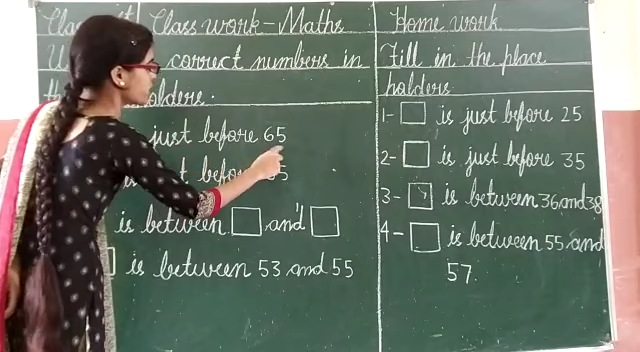 Class work - Maths
correct numbers in
holders.
just before 65
is between □ and □
is between 53 and 55
Home work
Fill in the place
holders
1- □ is just before 25
2- □ is just before 35
3- □ is between 36 and 38
4- □ is between 55 and
57.